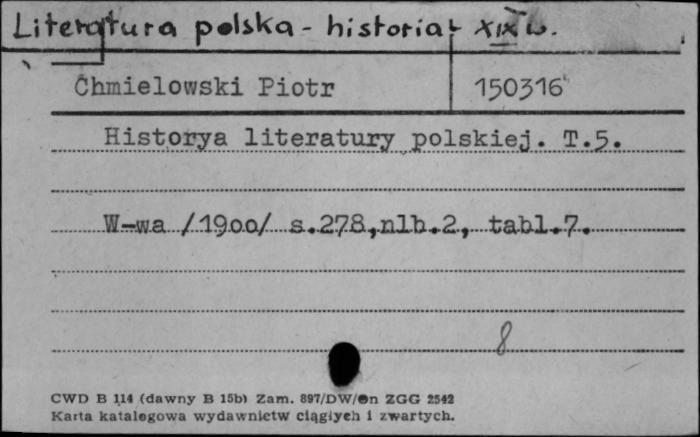 Literatura polska - historia - XIX w.
Chmielowski Piotr 150316
Historya literatury polskiej. T.5.
W-wa /1900/ s.278,nlb.2, tabl.7.
8
CWD B 114 (dawny B 15b) Zam. 897/DW/On ZGG 2542
Karta katalogowa wydawnictw ciągłych i zwartych.